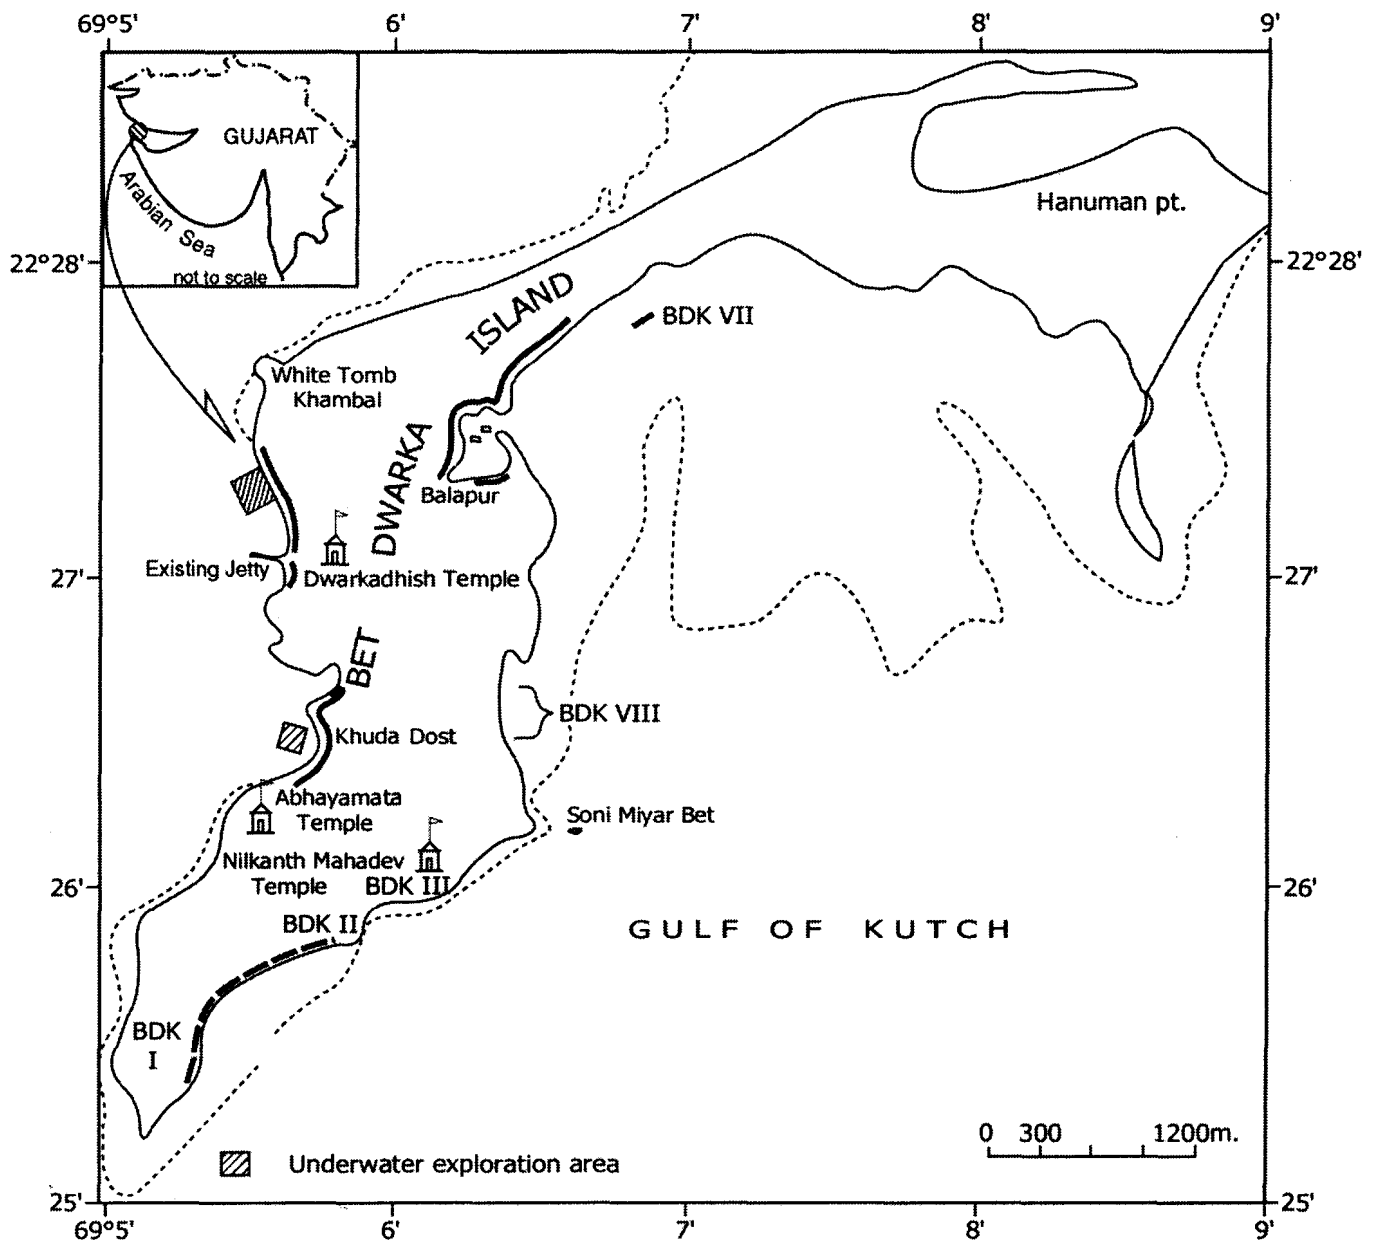 69°5' 6' 7' 8' 9'
GUJARAT
Arabian Sea
not to scale
Hanuman pt.
22°28' 22°28'
ISLAND
BDK VII
White Tomb
Khambal
DWARKA
Balapur
Existing Jetty
Dwarkadhish Temple
27' 27'
BET
BDK VIII
Khuda Dost
Abhayamata
Temple
Soni Miyar Bet
Nilkanth Mahadev
Temple
BDK III
26' 26'
BDK II
GULF OF KUTCH
BDK
I
0 300 1200m.
Underwater exploration area
25' 25'
69°5' 6' 7' 8' 9'